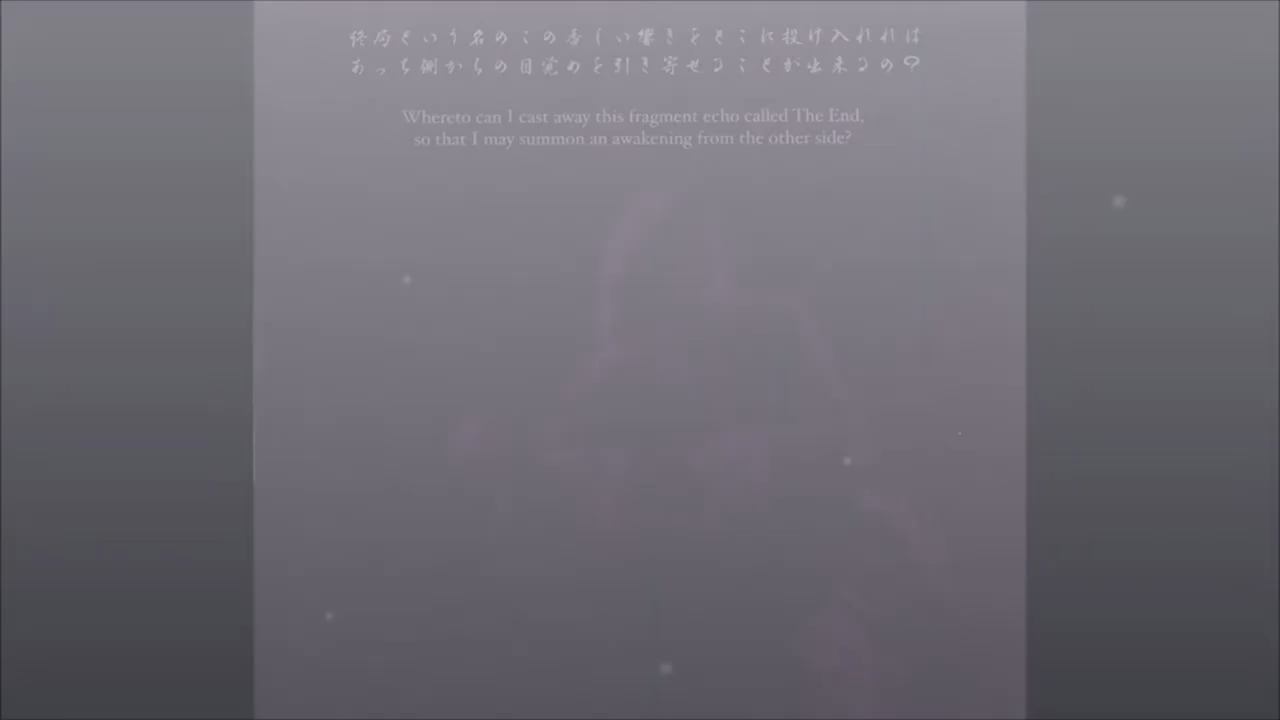 終局という名のこの香しい響きをどこに投げ入れれば
あっち側からの目覚めを引き寄せることが出来るの?
Whereto can I cast away this fragment echo called The End,
so that I may summon an awakening from the other side?